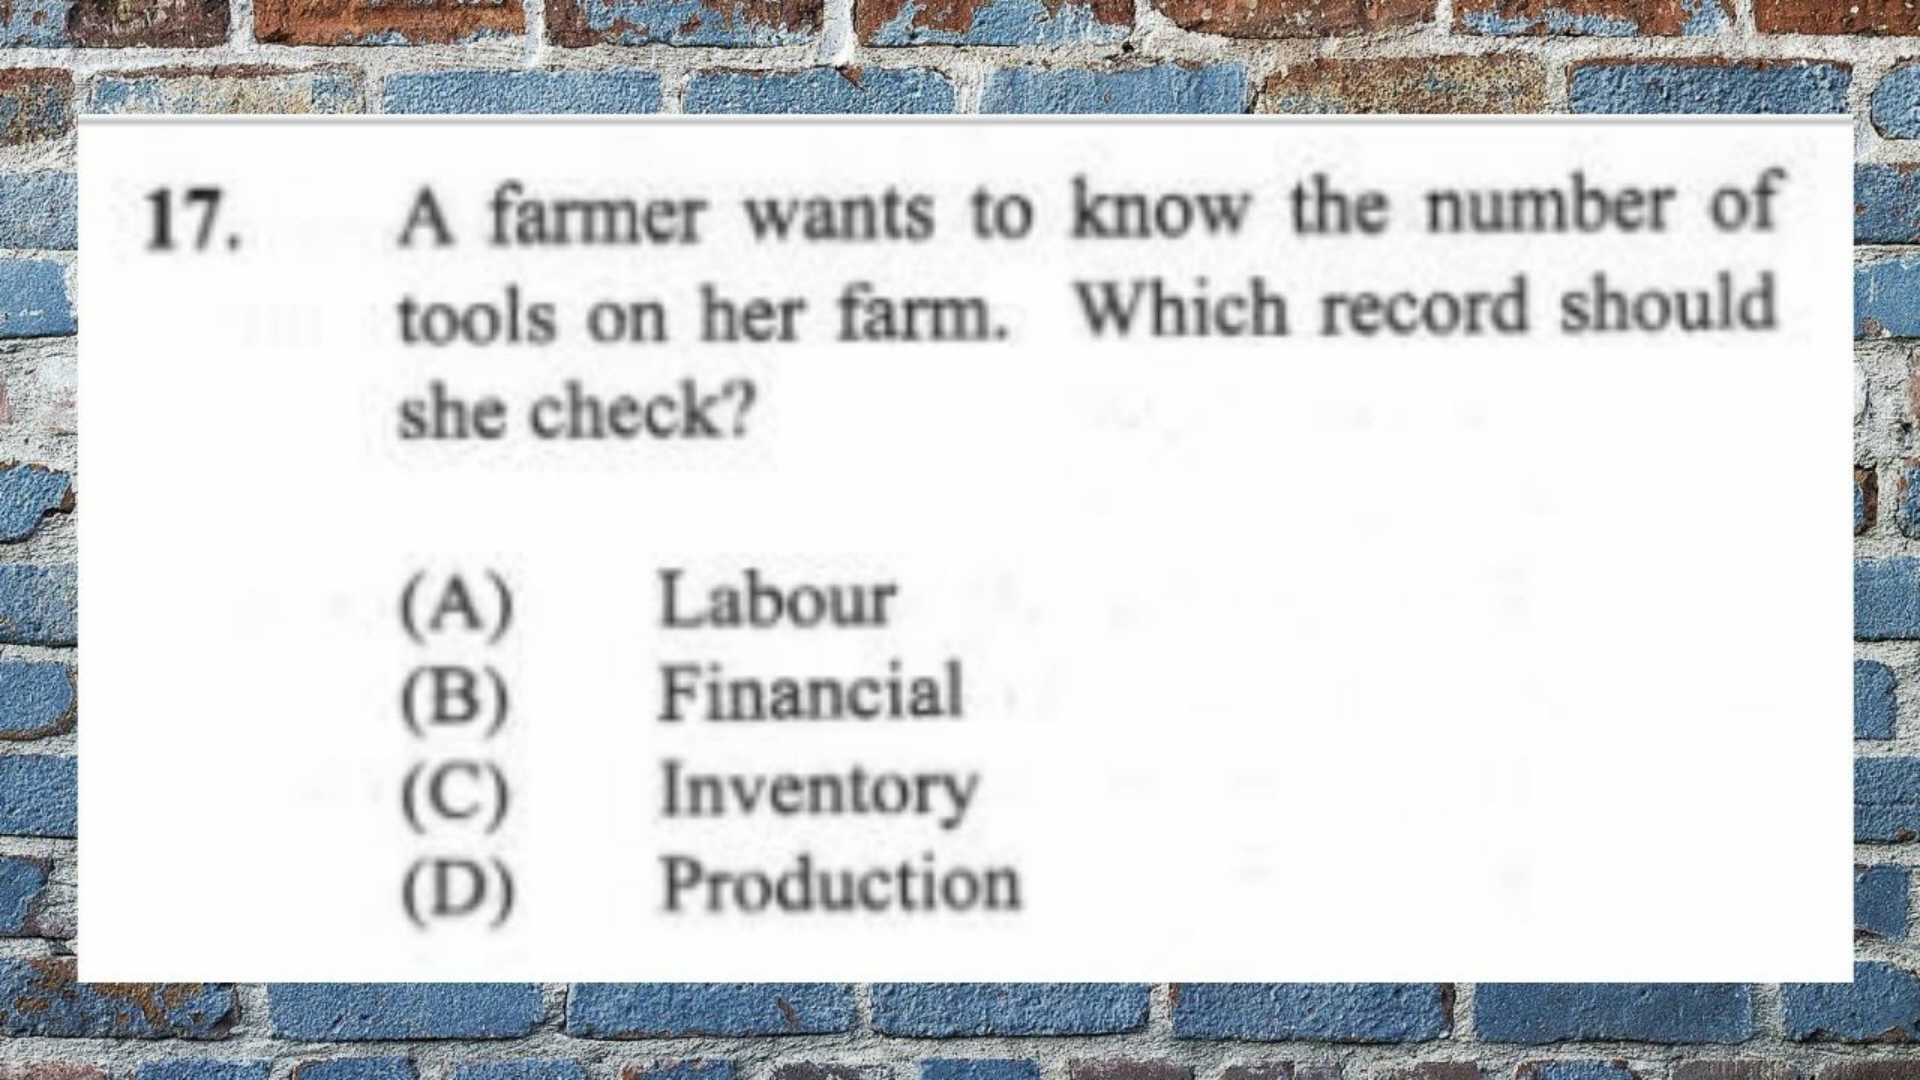 17. A farmer wants to know the number of
tools on her farm. Which record should
she check?
(A) Labour
(B) Financial
(C) Inventory
(D) Production